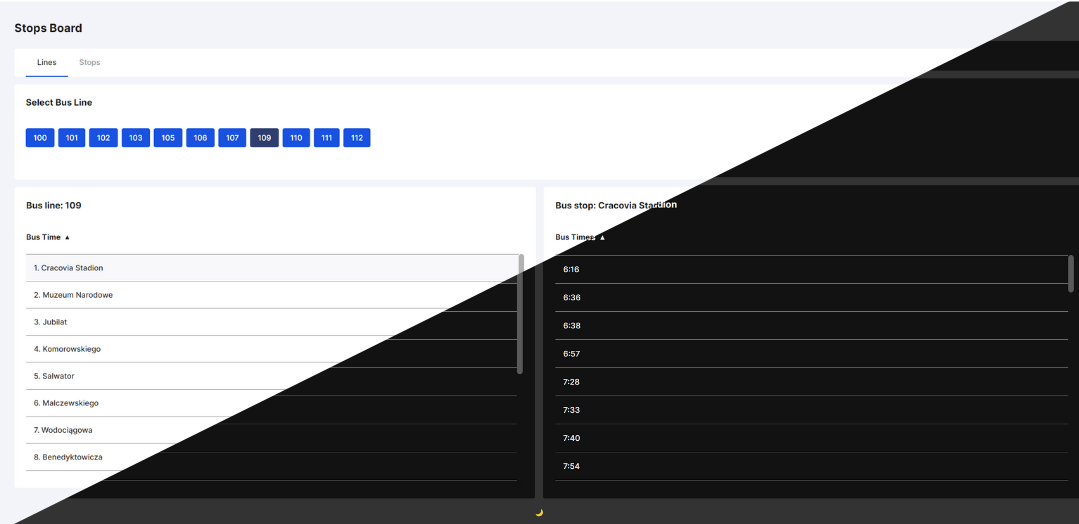 Stops Board
Lines Stops
Select Bus Line
100 101 102 103 105 106 107 109 110 111 112
Bus line: 109
Bus Time ▲
1. Cracovia Stadion
2. Muzeum Narodowe
3. Jubilat
4. Komorowskiego
5. Salwator
6. Malczewskiego
7. Wodociągowa
8. Benedyktowicza
Bus stop: Cracovia Stadion
Bus Times ▲
6:16
6:36
6:38
6:57
7:28
7:33
7:40
7:54